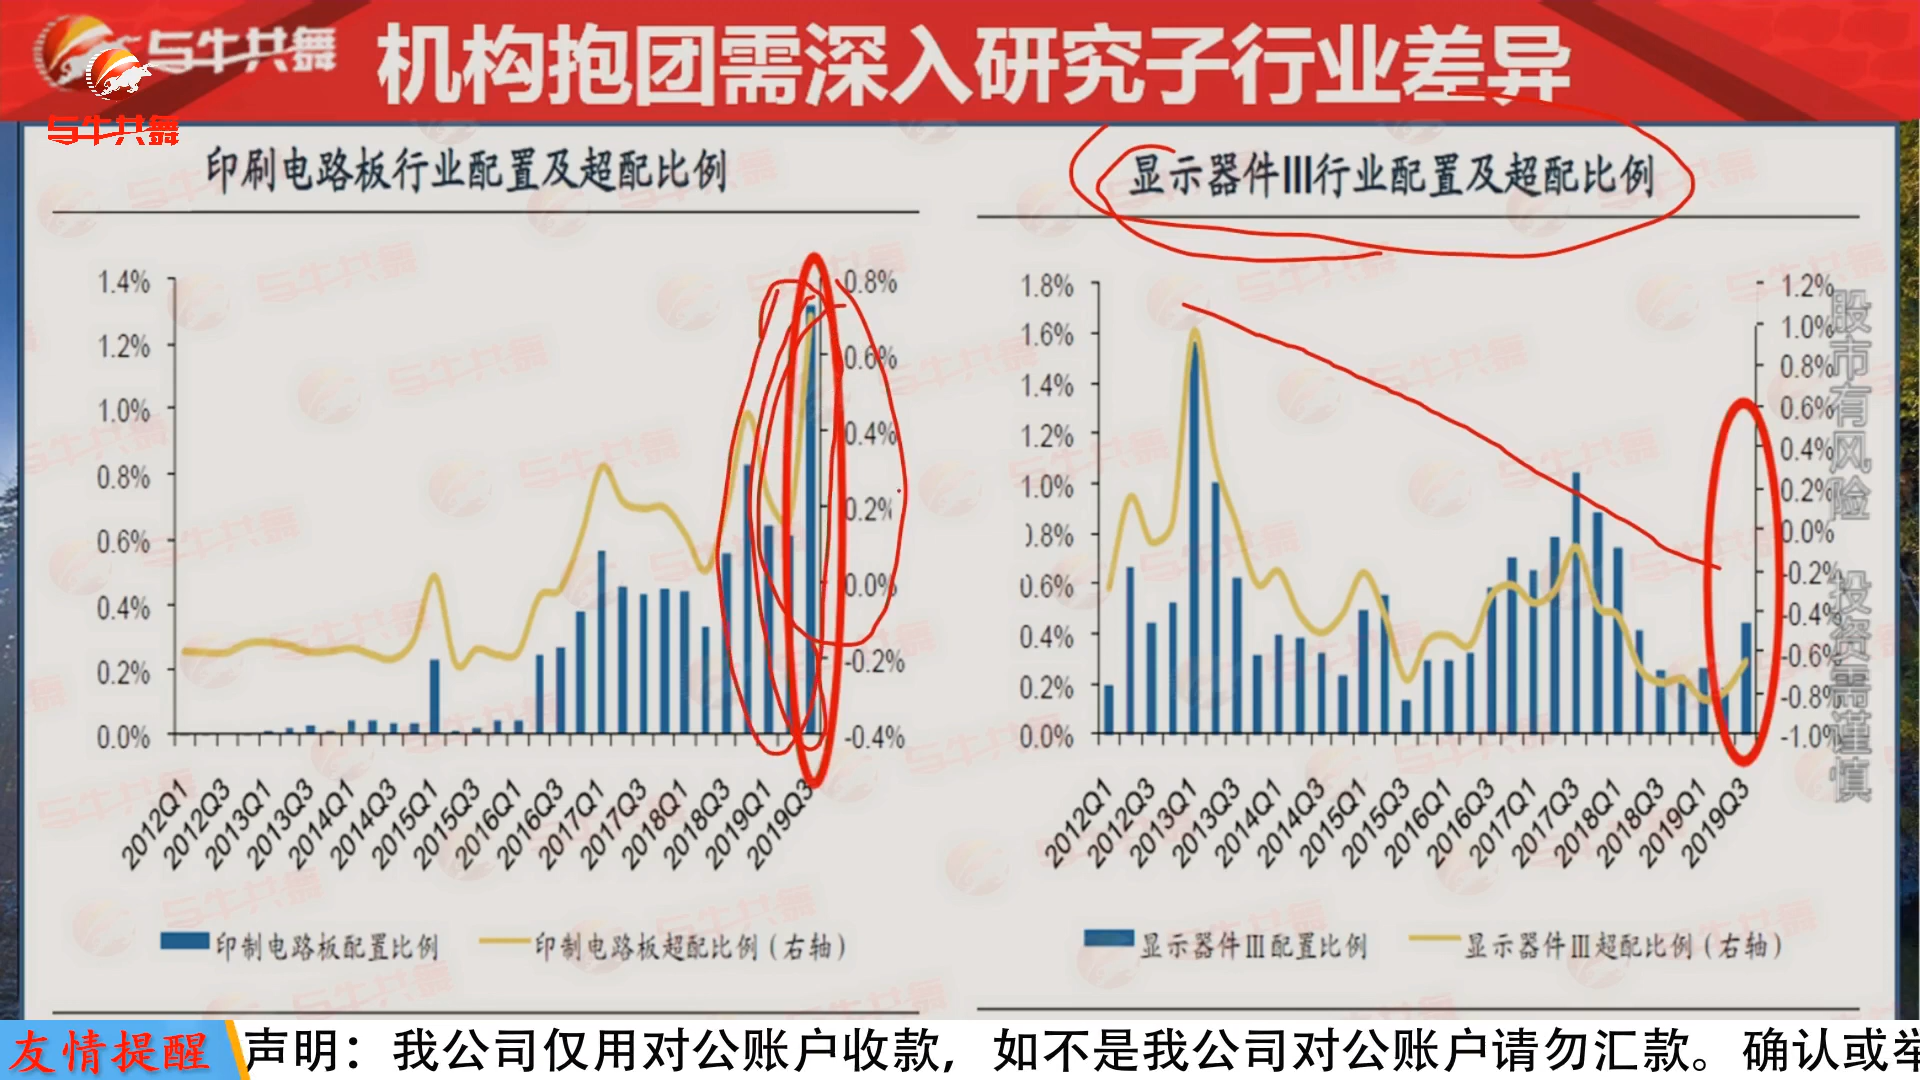 与牛共舞
与牛共舞
机构抱团需深入研究子行业差异
印刷电路板行业配置及超配比例
1.4%
1.2%
1.0%
0.8%
0.6%
0.4%
0.2%
0.0%
0.8%
0.6%
0.4%
0.2%
0.0%
-0.2%
-0.4%
2012Q1
2012Q3
2013Q1
2013Q3
2014Q1
2014Q3
2015Q1
2015Q3
2016Q1
2016Q3
2017Q1
2017Q3
2018Q1
2018Q3
2019Q1
2019Q3
印制电路板配置比例
印制电路板超配比例(右轴)
显示器件III行业配置及超配比例
1.8%
1.6%
1.4%
1.2%
1.0%
0.8%
0.6%
0.4%
0.2%
0.0%
1.2%
1.0%
0.8%
0.6%
0.4%
0.2%
0.0%
-0.2%
-0.4%
-0.6%
-0.8%
-1.0%
2012Q1
2012Q3
2013Q1
2013Q3
2014Q1
2014Q3
2015Q1
2015Q3
2016Q1
2016Q3
2017Q1
2017Q3
2018Q1
2018Q3
2019Q1
2019Q3
显示器件III配置比例
显示器件III超配比例(右轴)
股市有风险 投资需谨慎
友情提醒
声明：我公司仅用对公账户收款，如不是我公司对公账户请勿汇款。确认或举